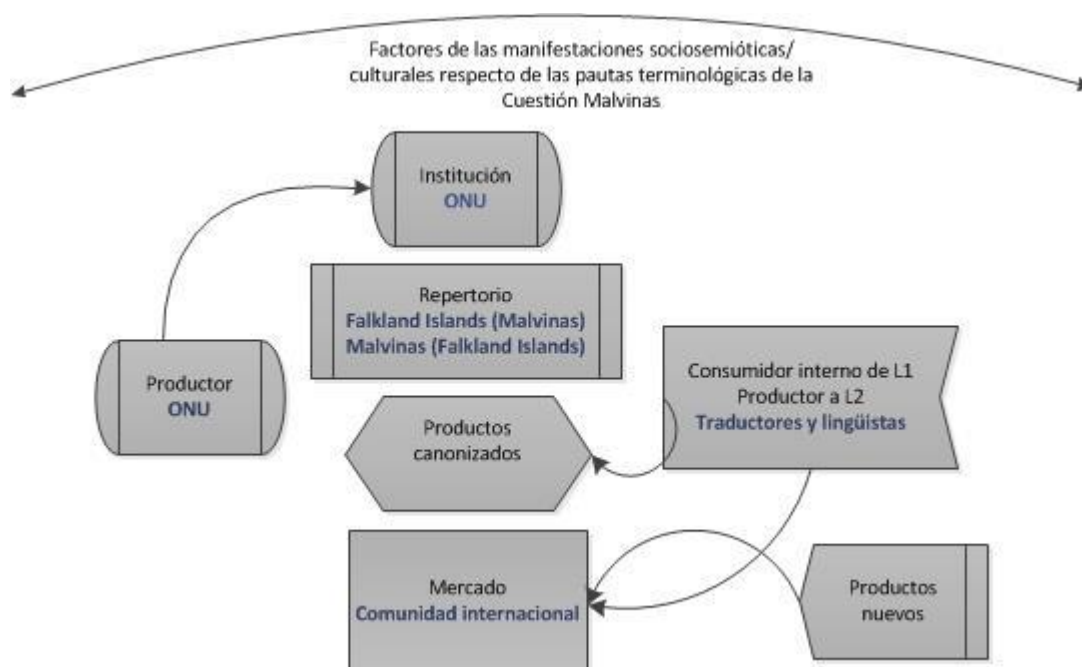 Factores de las manifestaciones sociosemióticas/
culturales respecto de las pautas terminológicas de la
Cuestión Malvinas
Institución
ONU
Repertorio
Falkland Islands (Malvinas)
Malvinas (Falkland Islands)
Productor
ONU
Consumidor interno de L1
Productor a L2
Traductores y lingüistas
Productos
canonizados
Mercado
Comunidad internacional
Productos
nuevos